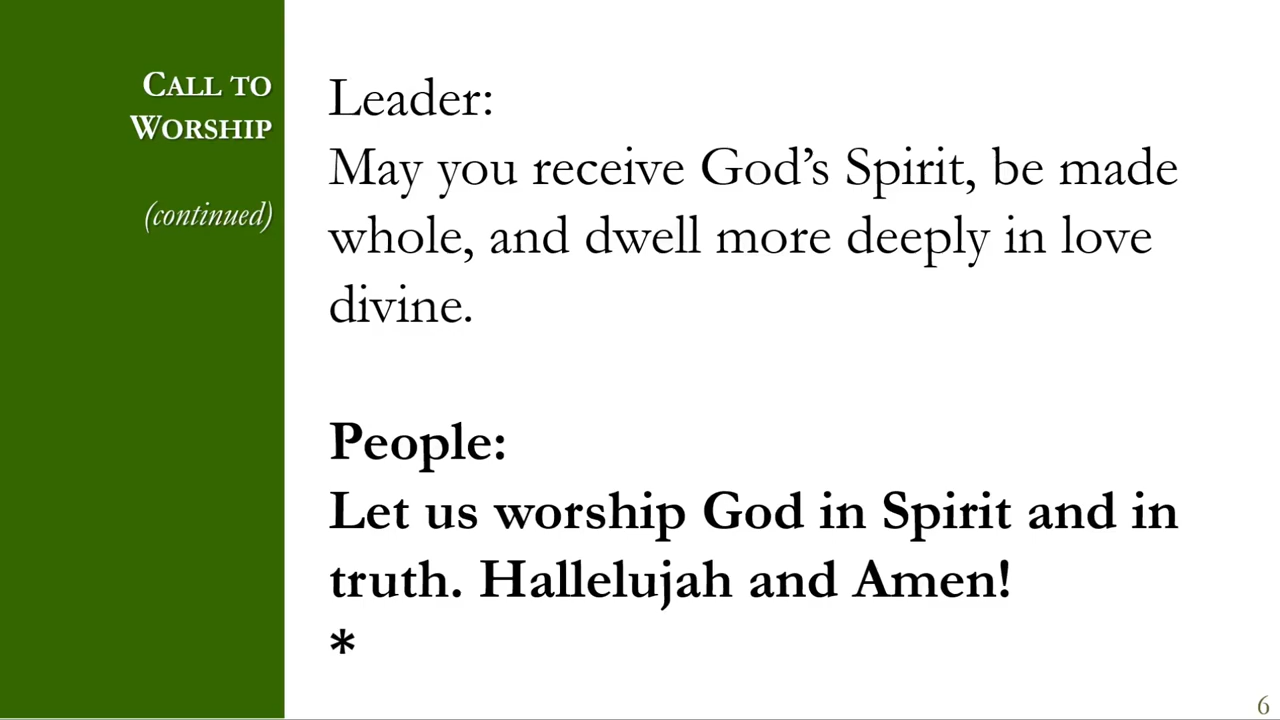 CALL TO
WORSHIP
(continued)
Leader:
May you receive God’s Spirit, be made
whole, and dwell more deeply in love
divine.
People:
Let us worship God in Spirit and in
truth. Hallelujah and Amen!
*
6